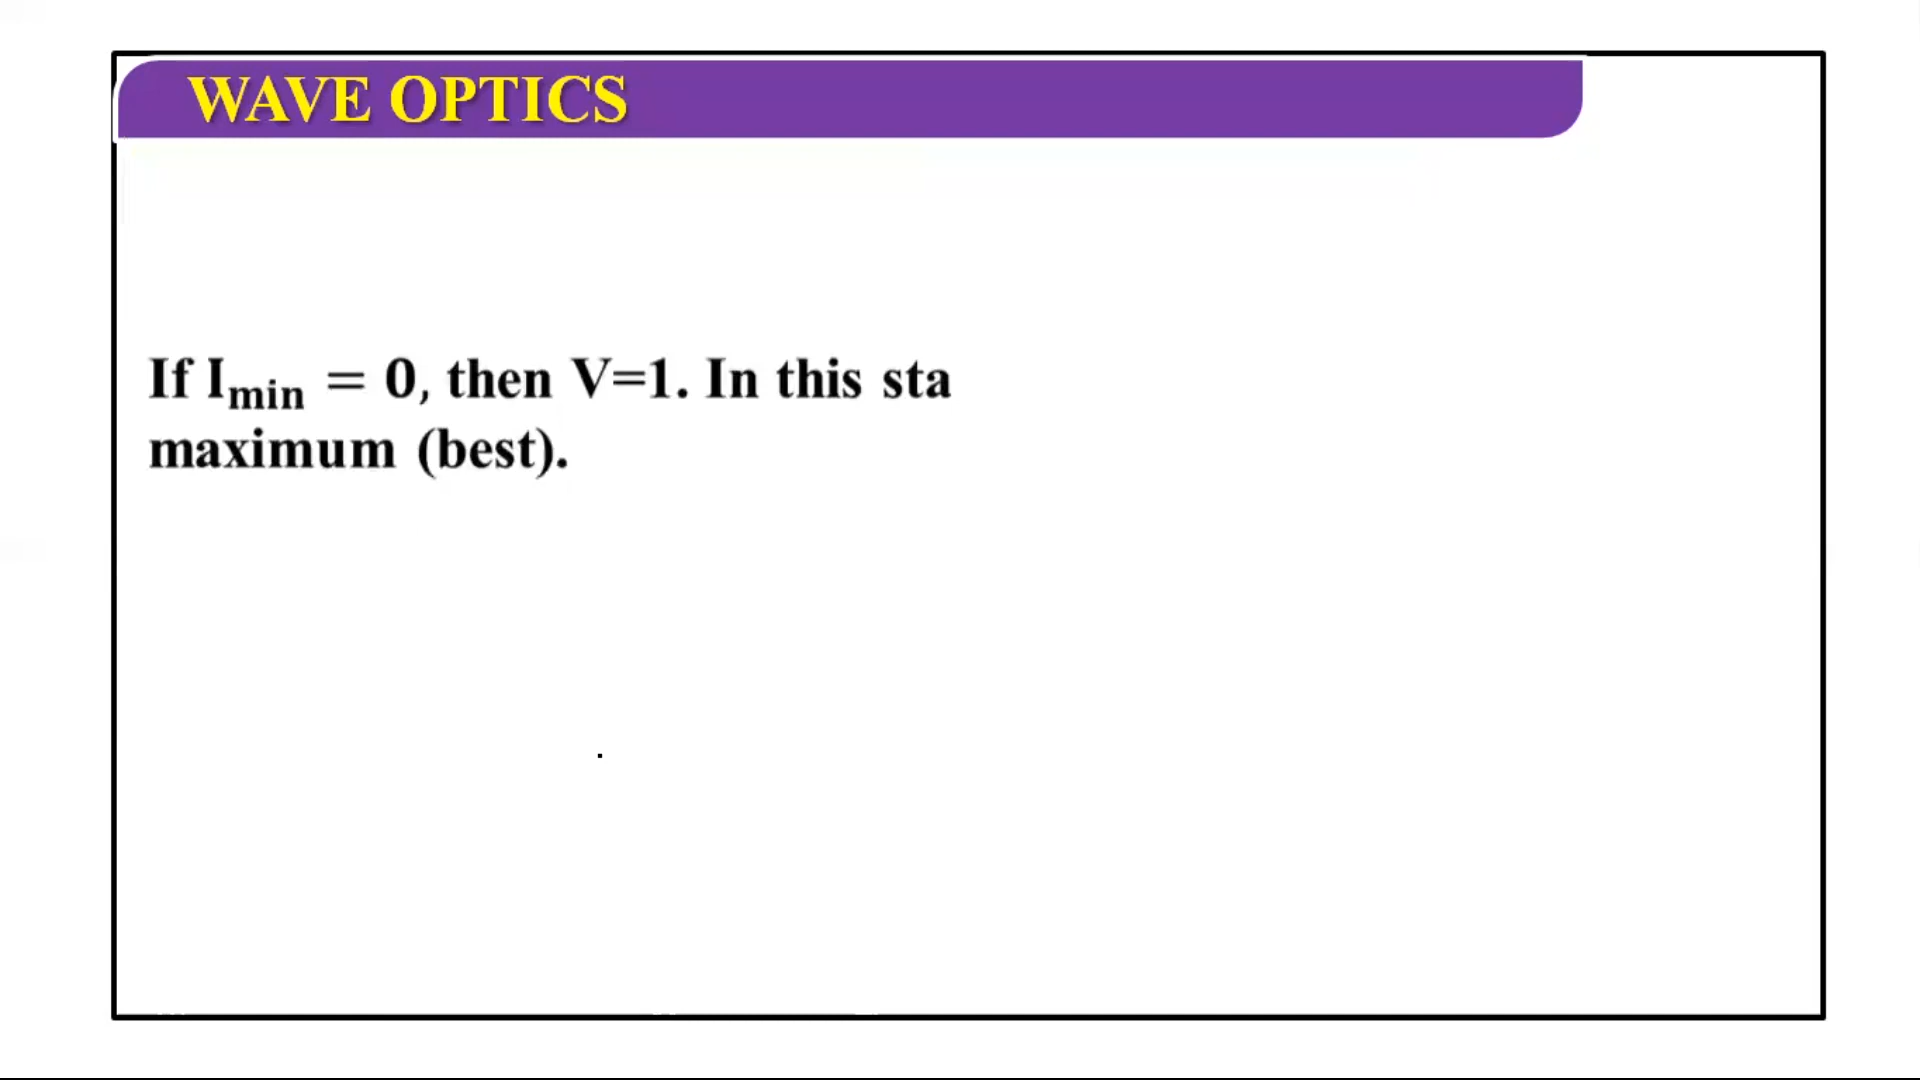 WAVE OPTICS
If Iₘᵢₙ = 0, then V=1. In this sta
maximum (best).
.